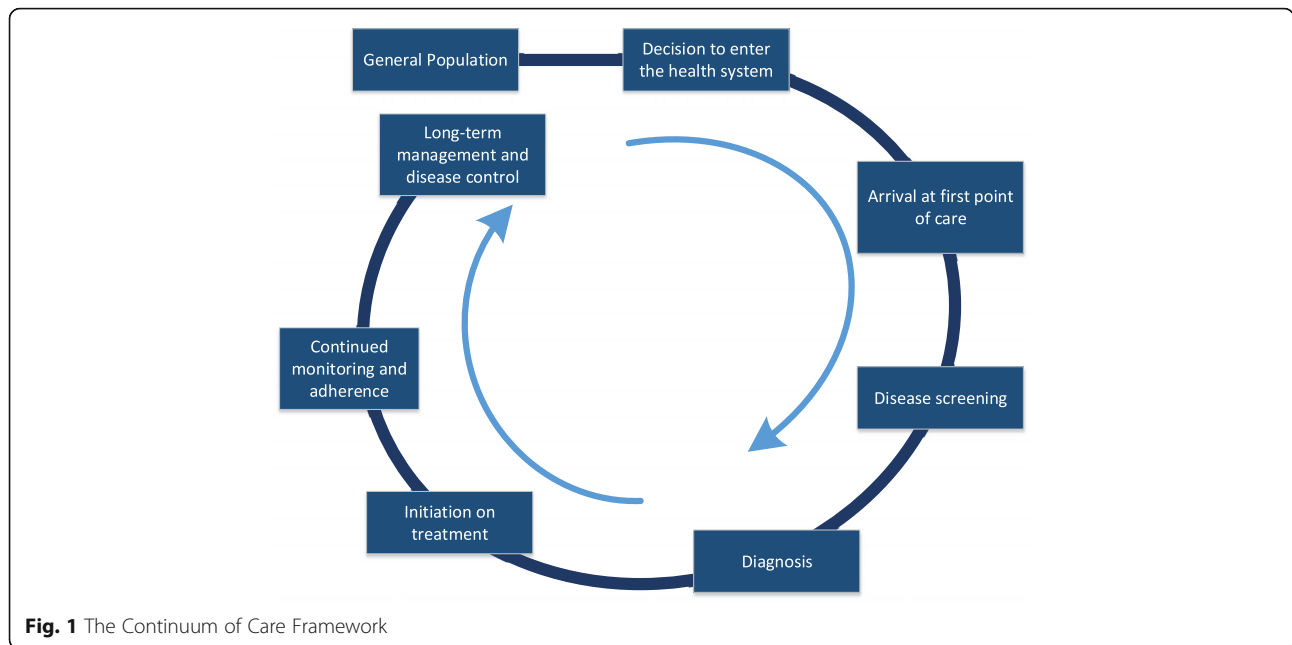 General Population
Decision to enter
the health system
Arrival at first point
of care
Disease screening
Diagnosis
Initiation on
treatment
Continued
monitoring and
adherence
Long-term
management and
disease control
Fig. 1 The Continuum of Care Framework